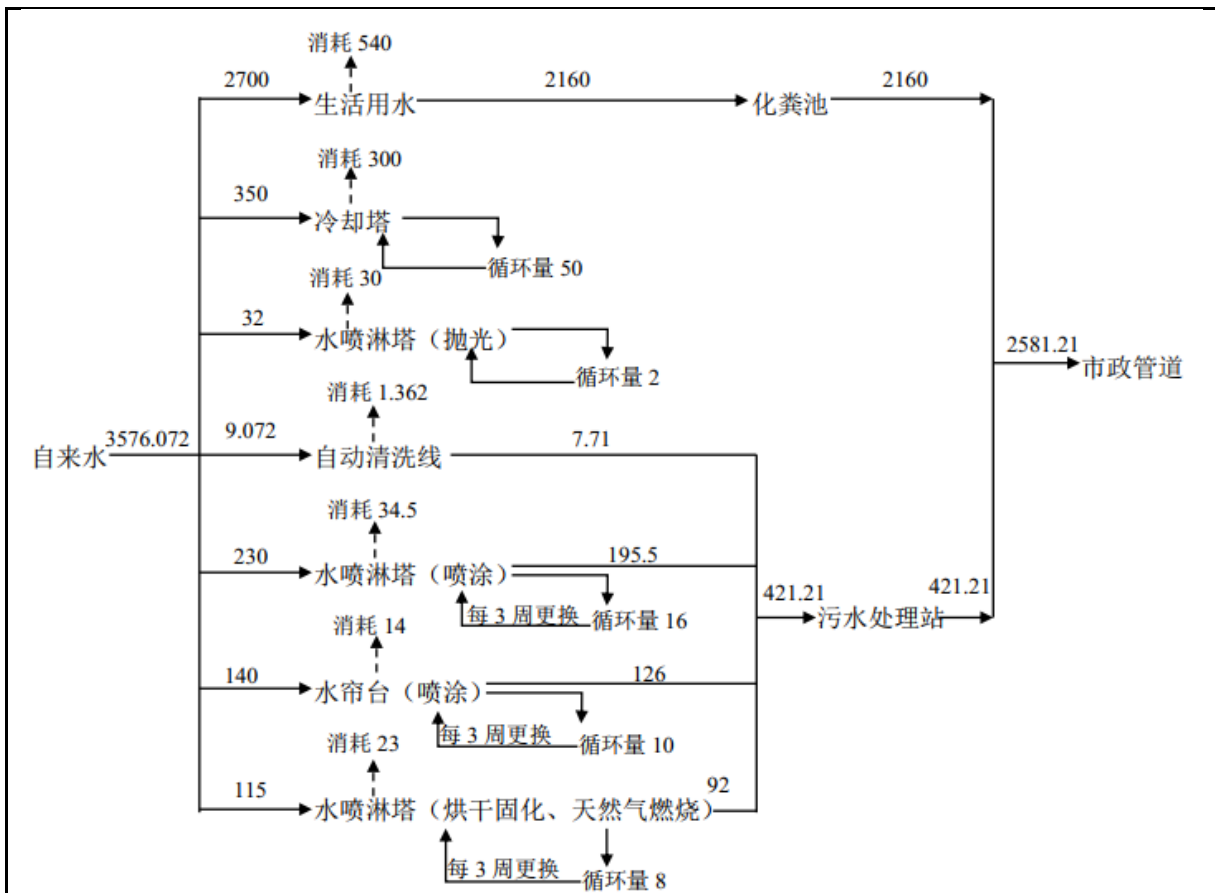 消耗 540
2700
生活用水
2160
化粪池
2160
消耗 300
350
冷却塔
循环量 50
消耗 30
32
水喷淋塔（抛光）
循环量 2
2581.21
市政管道
消耗 1.362
自来水
3576.072
9.072
自动清洗线
7.71
消耗 34.5
230
水喷淋塔（喷涂）
195.5
每 3 周更换
循环量 16
421.21
污水处理站
421.21
消耗 14
140
水帘台（喷涂）
126
每 3 周更换
循环量 10
消耗 23
115
水喷淋塔（烘干固化、天然气燃烧）
92
每 3 周更换
循环量 8